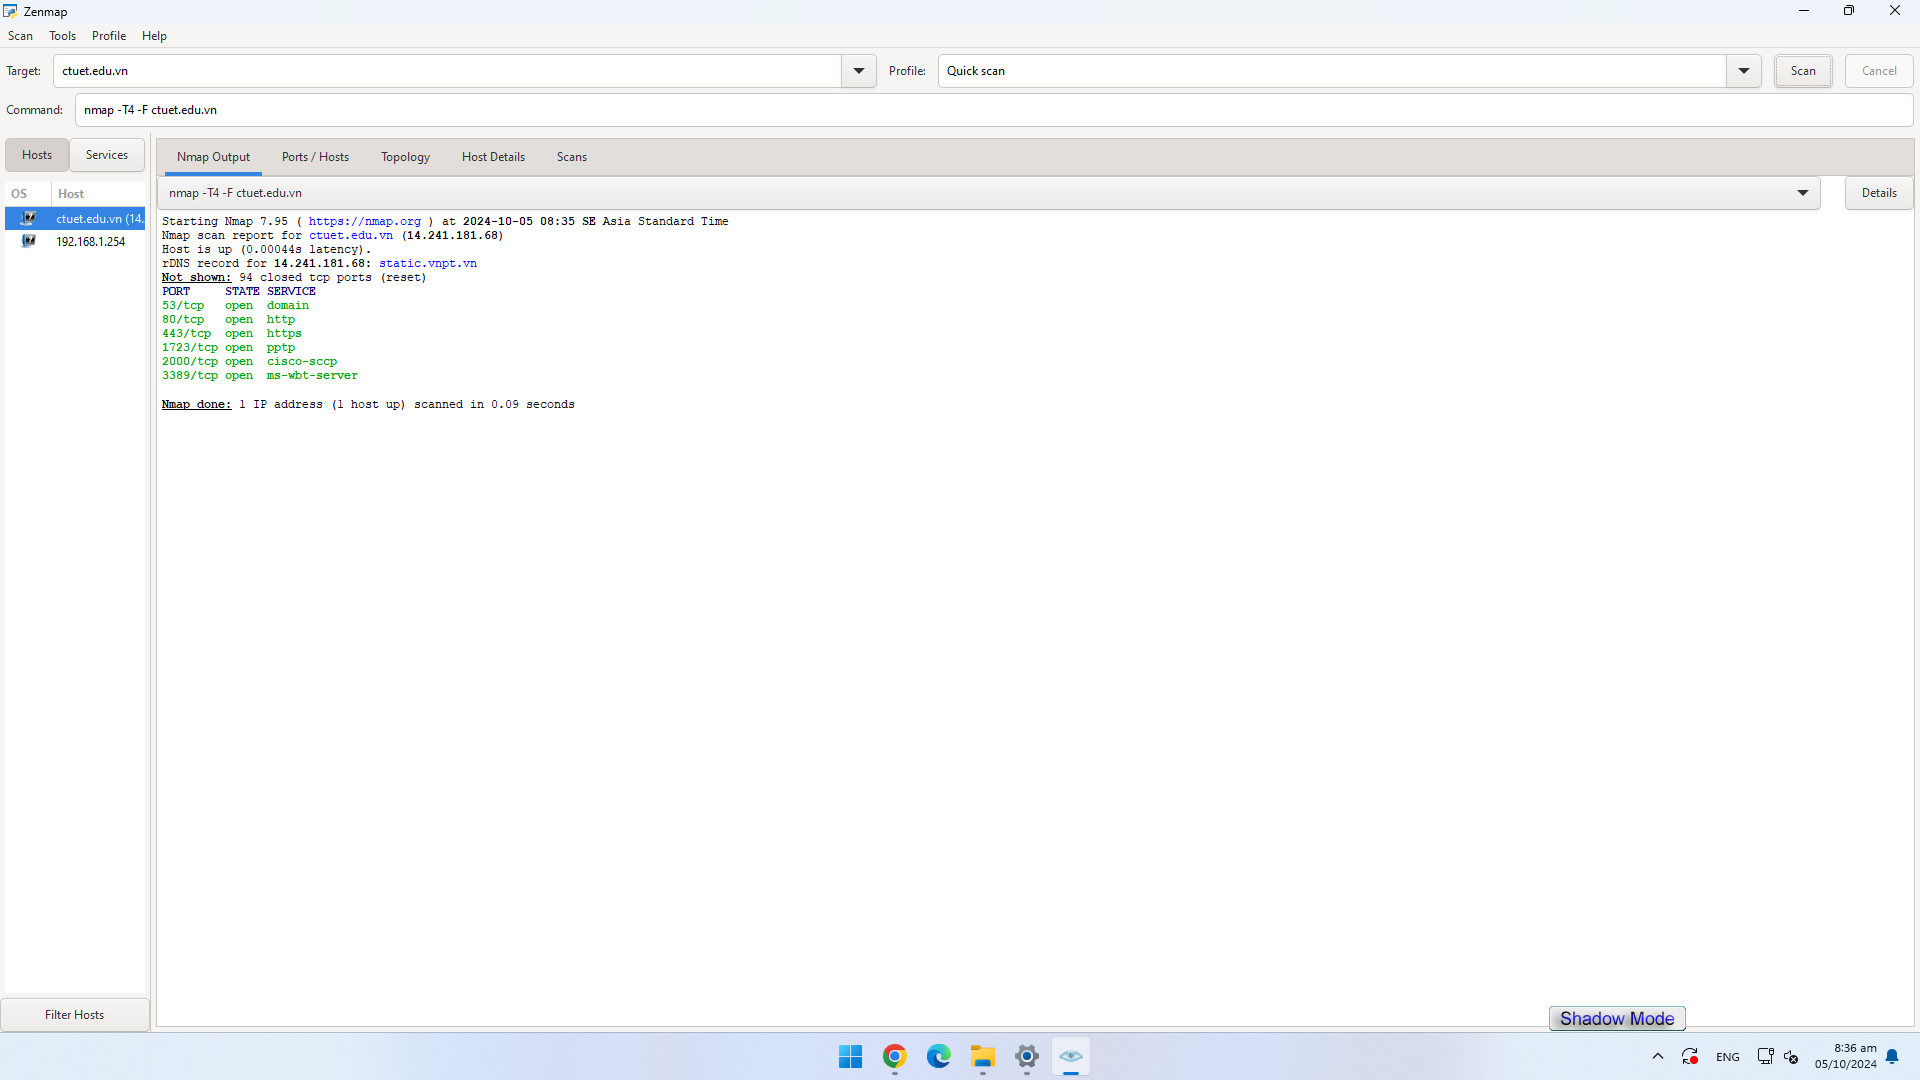 Zenmap
Scan Tools Profile Help
Target: ctuet.edu.vn Profile: Quick scan Scan Cancel
Command: nmap -T4 -F ctuet.edu.vn
Hosts Services
Nmap Output Ports / Hosts Topology Host Details Scans
OS Host
ctuet.edu.vn (14.
192.168.1.254
nmap -T4 -F ctuet.edu.vn Details
Starting Nmap 7.95 ( https://nmap.org ) at 2024-10-05 08:35 SE Asia Standard Time
Nmap scan report for ctuet.edu.vn (14.241.181.68)
Host is up (0.00044s latency).
rDNS record for 14.241.181.68: static.vnpt.vn
Not shown: 94 closed tcp ports (reset)
PORT STATE SERVICE
53/tcp open domain
80/tcp open http
443/tcp open https
1723/tcp open pptp
2000/tcp open cisco-sccp
3389/tcp open ms-wbt-server
Nmap done: 1 IP address (1 host up) scanned in 0.09 seconds
Filter Hosts
Shadow Mode
ENG
8:36 am
05/10/2024